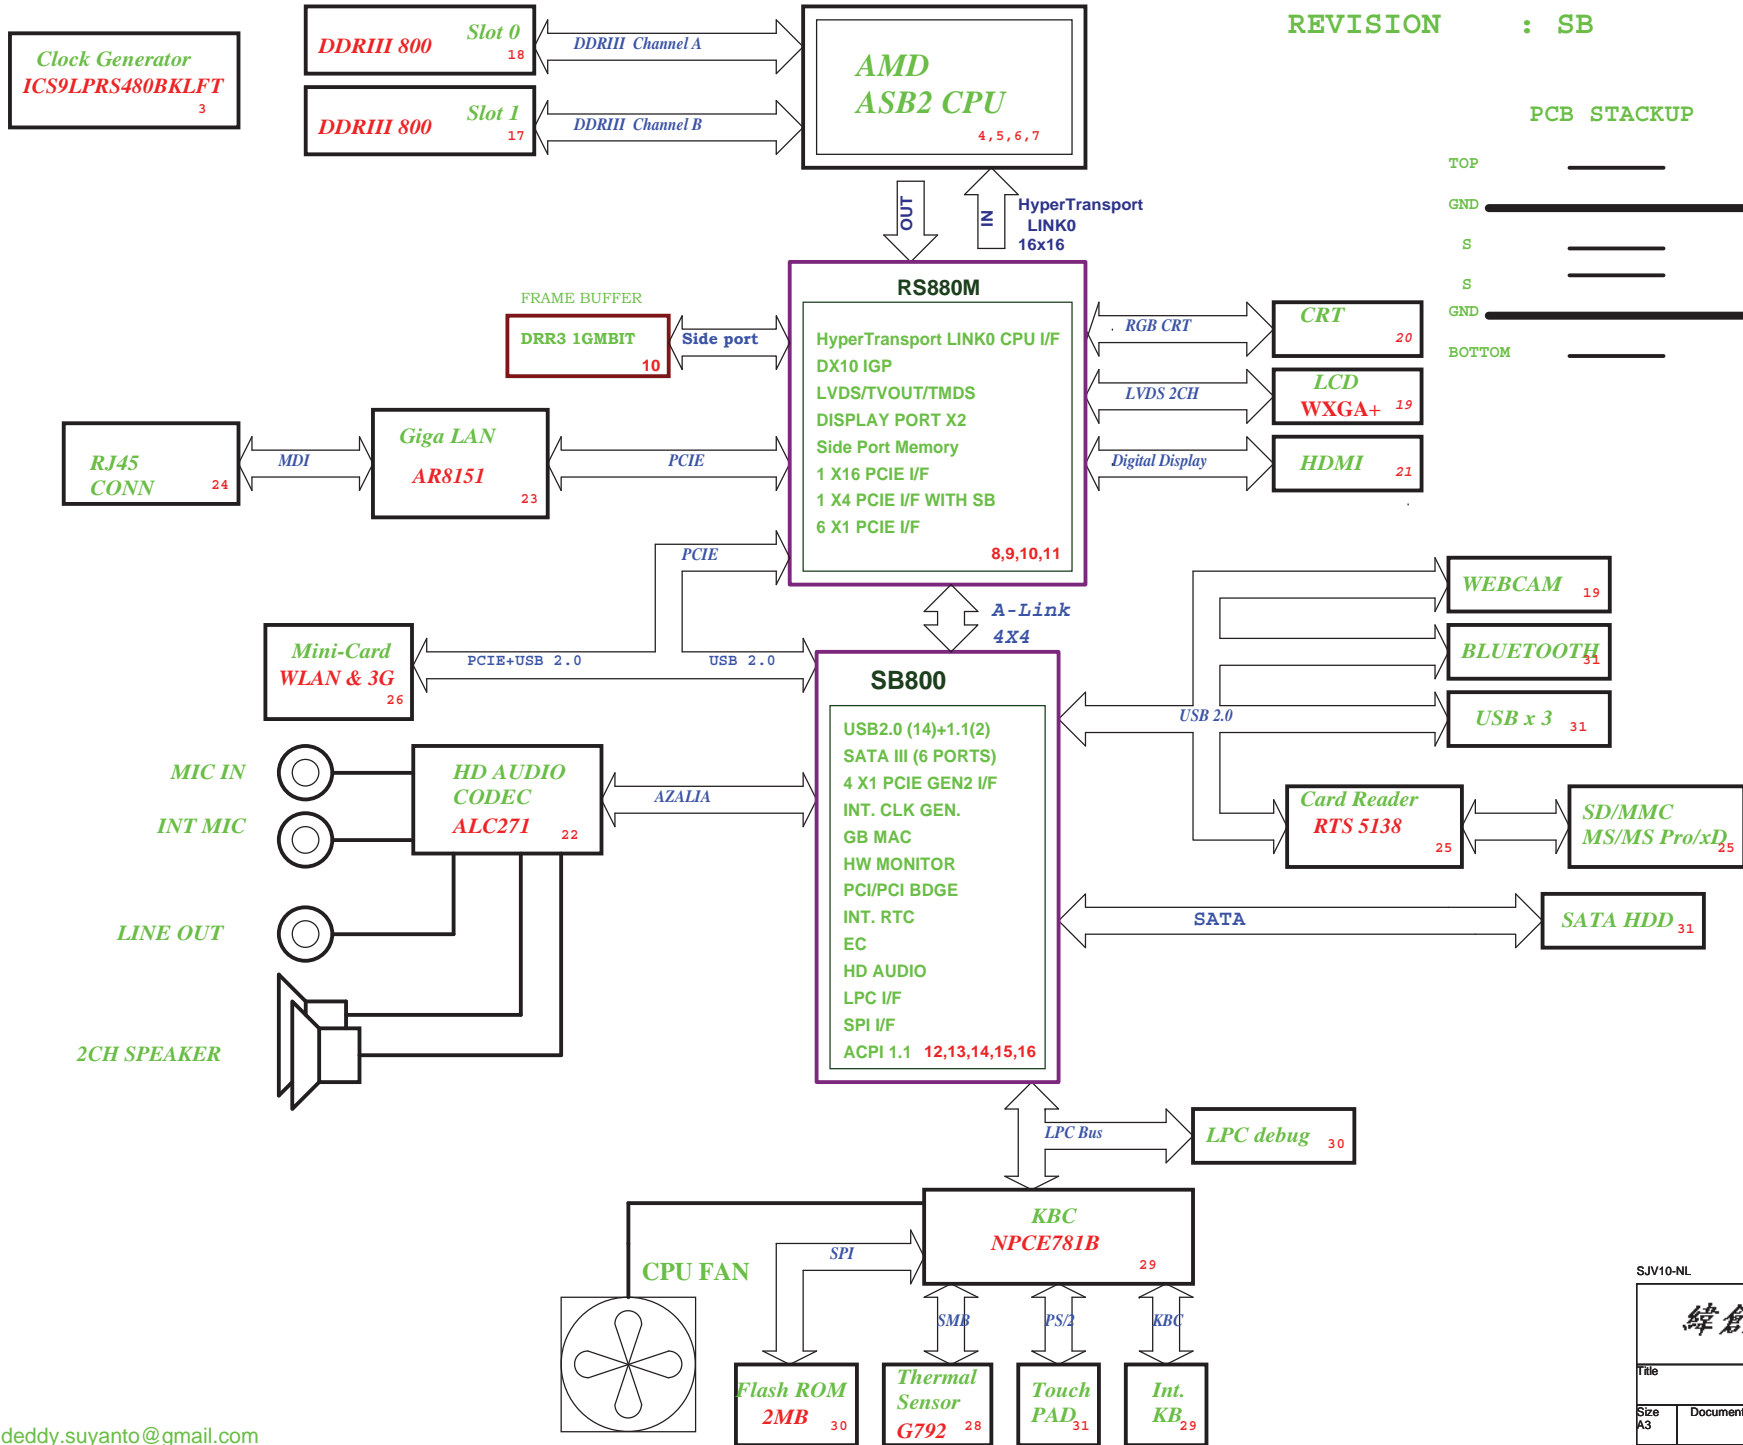 REVISION : SB
Clock Generator
ICS9LPRS480BKLFT
3
DDRIII 800 Slot 0
18
DDRIII Channel A
DDRIII 800 Slot 1
17
DDRIII Channel B
AMD
ASB2 CPU
4,5,6,7
PCB STACKUP
TOP
GND
S
S
GND
BOTTOM
OUT
IN
HyperTransport
LINK0
16x16
RS880M
HyperTransport LINK0 CPU I/F
DX10 IGP
LVDS/TVOUT/TMDS
DISPLAY PORT X2
Side Port Memory
1 X16 PCIE I/F
1 X4 PCIE I/F WITH SB
6 X1 PCIE I/F
8,9,10,11
FRAME BUFFER
DRR3 1GMBIT
10
Side port
RGB CRT
CRT
20
LVDS 2CH
LCD
WXGA+ 19
Digital Display
HDMI 21
RJ45
CONN 24
MDI
Giga LAN
AR8151
23
PCIE
PCIE
A-Link
4X4
Mini-Card
WLAN & 3G
26
PCIE+USB 2.0
USB 2.0
SB800
USB2.0 (14)+1.1(2)
SATA III (6 PORTS)
4 X1 PCIE GEN2 I/F
INT. CLK GEN.
GB MAC
HW MONITOR
PCI/PCI BDGE
INT. RTC
EC
HD AUDIO
LPC I/F
SPI I/F
ACPI 1.1 12,13,14,15,16
WEBCAM 19
BLUETOOTH
31
USB 2.0
USB x 3 31
Card Reader
RTS 5138
25
SD/MMC
MS/MS Pro/xD
25
SATA
SATA HDD 31
MIC IN
INT MIC
HD AUDIO
CODEC
ALC271 22
AZALIA
LINE OUT
2CH SPEAKER
LPC Bus
LPC debug 30
KBC
NPCE781B
29
CPU FAN
SPI
SMB
PS/2
KBC
Flash ROM
2MB 30
Thermal
Sensor
G792 28
Touch
PAD
31
Int.
KB
29
SJV10-NL
緯創
Title
Size
A3
Document
deddy.suyanto@gmail.com